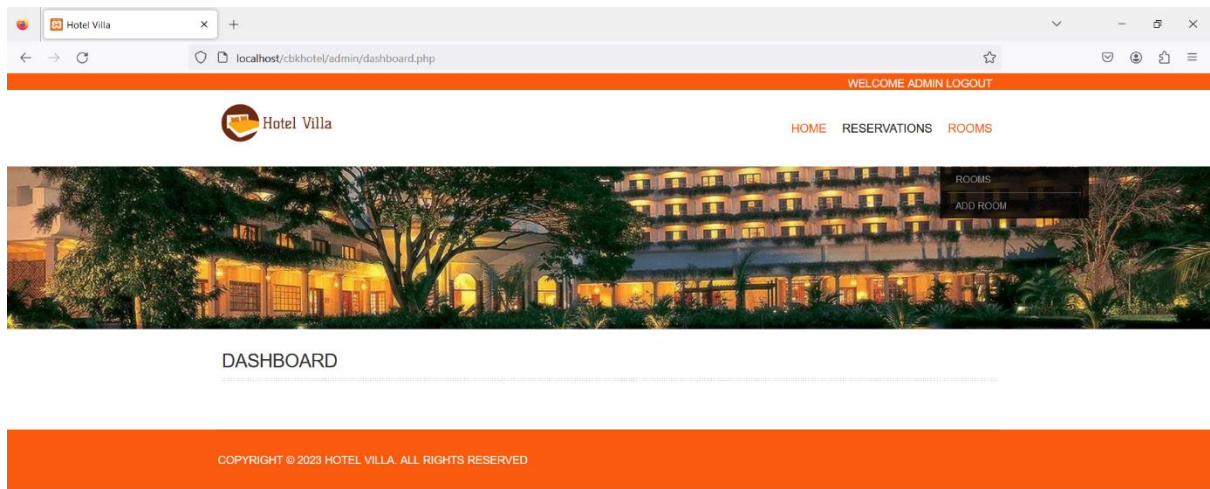 Hotel Villa
localhost/cbkhotel/admin/dashboard.php
WELCOME ADMIN LOGOUT
Hotel Villa
HOME RESERVATIONS ROOMS
ROOMS
ADD ROOM
DASHBOARD
COPYRIGHT © 2023 HOTEL VILLA. ALL RIGHTS RESERVED